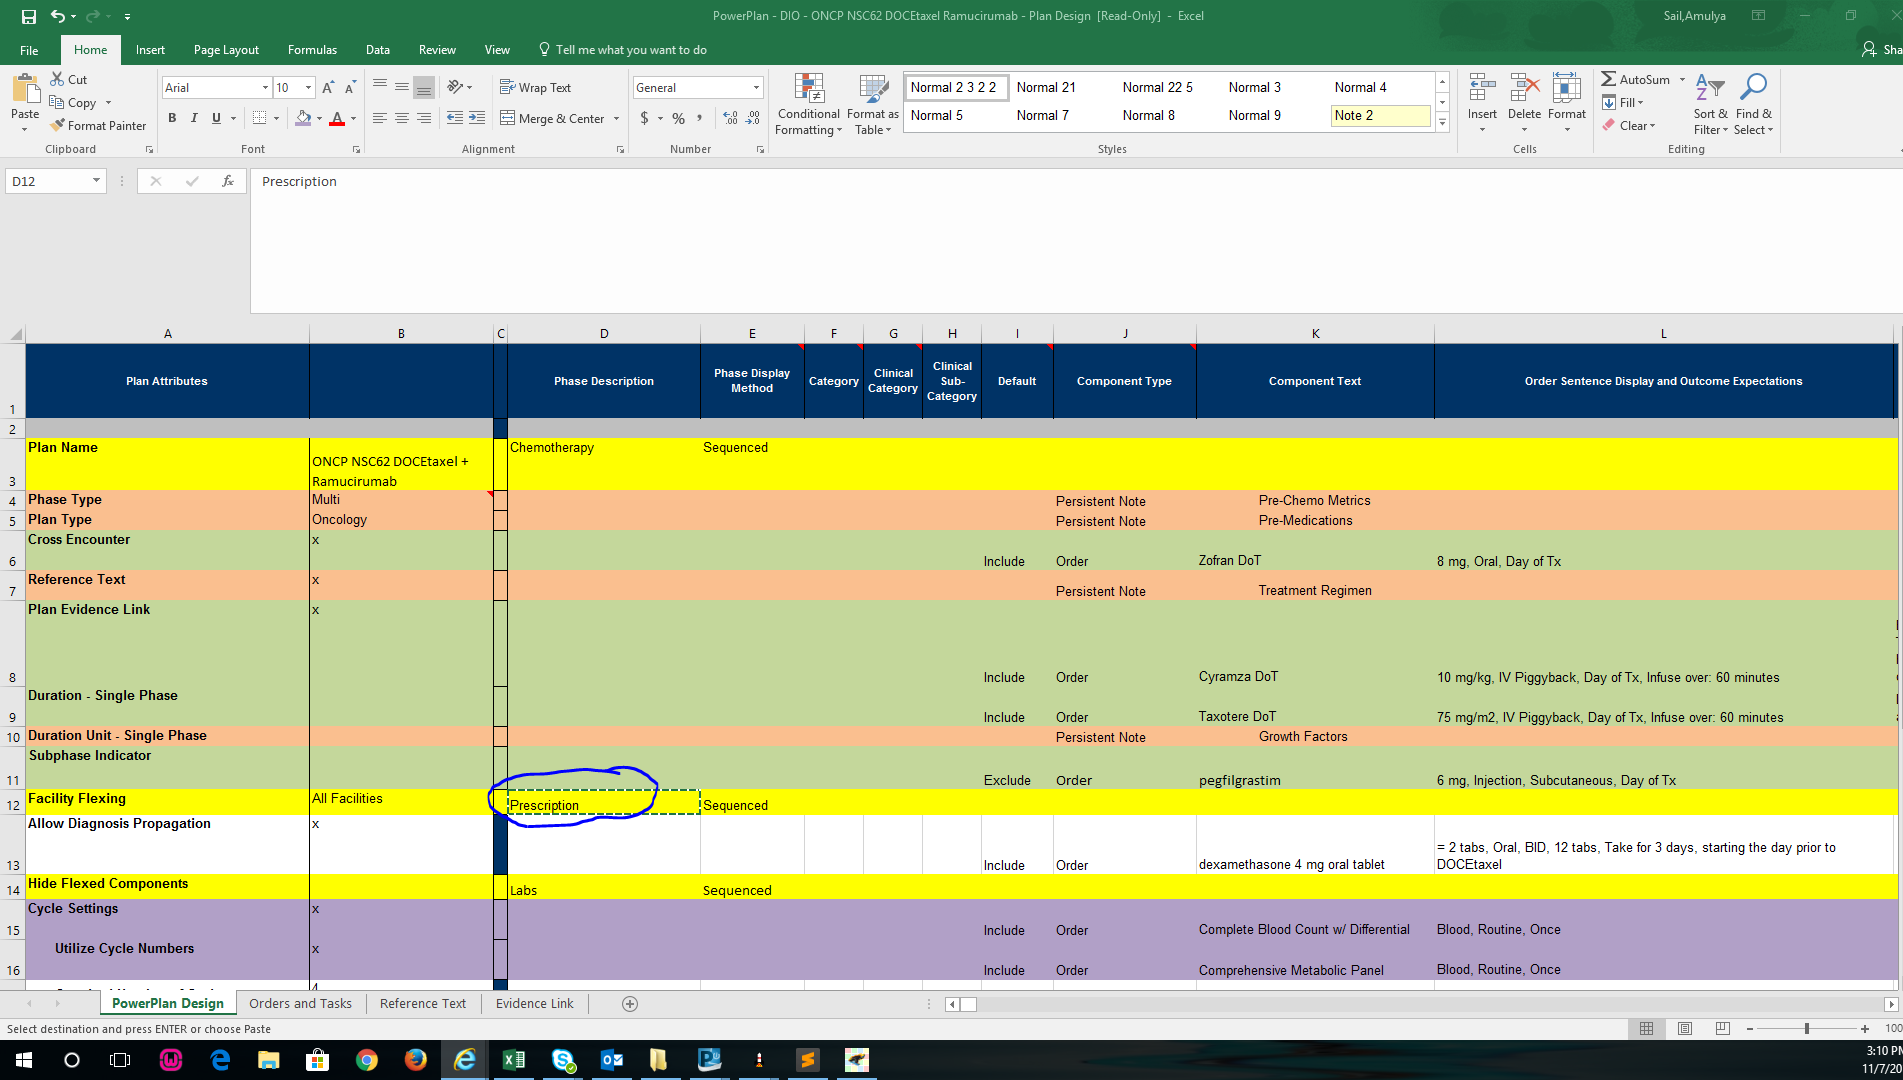 PowerPlan - DIO - ONCP NSC62 DOCEtaxel Ramucirumab - Plan Design [Read-Only] - Excel
Sail,Amulya
File Home Insert Page Layout Formulas Data Review View Tell me what you want to do Sha
Cut
Copy
Format Painter
Paste
Clipboard
Arial 10
B I U
Font
Wrap Text
Merge & Center
Alignment
General
$ % ,
Number
Conditional Formatting
Format as Table
Normal 2 3 2 2 Normal 21 Normal 22 5 Normal 3 Normal 4
Normal 5 Normal 7 Normal 8 Normal 9 Note 2
Styles
Insert Delete Format
Cells
AutoSum
Fill
Clear
Sort & Filter
Find & Select
Editing
D12 fx Prescription
A B C D E F G H I J K L
1 Plan Attributes Phase Description Phase Display Method Category Clinical Category Clinical Sub-Category Default Component Type Component Text Order Sentence Display and Outcome Expectations
2
3 Plan Name ONCP NSC62 DOCEtaxel + Ramucirumab Chemotherapy Sequenced
4 Phase Type Multi Persistent Note Pre-Chemo Metrics
5 Plan Type Oncology Persistent Note Pre-Medications
6 Cross Encounter x Include Order Zofran DoT 8 mg, Oral, Day of Tx
7 Reference Text x Persistent Note Treatment Regimen
8 Plan Evidence Link x Include Order Cyramza DoT 10 mg/kg, IV Piggyback, Day of Tx, Infuse over: 60 minutes
9 Duration - Single Phase Include Order Taxotere DoT 75 mg/m2, IV Piggyback, Day of Tx, Infuse over: 60 minutes
10 Duration Unit - Single Phase Persistent Note Growth Factors
11 Subphase Indicator Exclude Order pegfilgrastim 6 mg, Injection, Subcutaneous, Day of Tx
12 Facility Flexing All Facilities Prescription Sequenced
13 Allow Diagnosis Propagation x Include Order dexamethasone 4 mg oral tablet = 2 tabs, Oral, BID, 12 tabs, Take for 3 days, starting the day prior to DOCEtaxel
14 Hide Flexed Components Labs Sequenced
15 Cycle Settings x Include Order Complete Blood Count w/ Differential Blood, Routine, Once
16 Utilize Cycle Numbers x Include Order Comprehensive Metabolic Panel Blood, Routine, Once
4
PowerPlan Design Orders and Tasks Reference Text Evidence Link
Select destination and press ENTER or choose Paste
100
3:10 PM
11/7/20